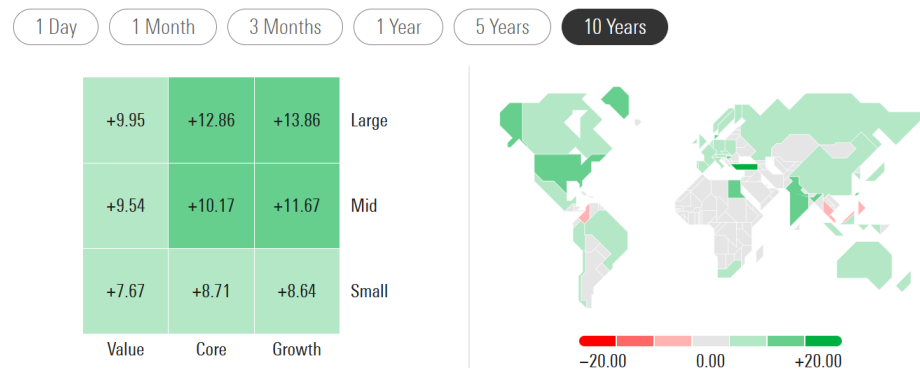 1 Day 1 Month 3 Months 1 Year 5 Years 10 Years
+9.95 +12.86 +13.86 Large
+9.54 +10.17 +11.67 Mid
+7.67 +8.71 +8.64 Small
Value Core Growth
−20.00 0.00 +20.00